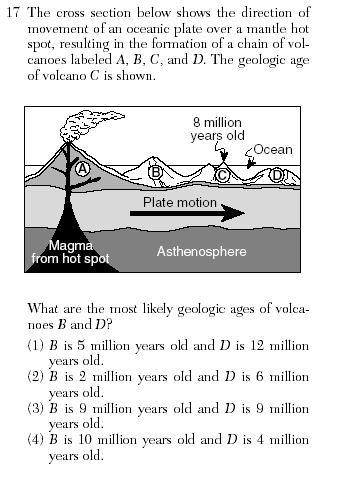 17 The cross section below shows the direction of
movement of an oceanic plate over a mantle hot
spot, resulting in the formation of a chain of vol-
canoes labeled A, B, C, and D. The geologic age
of volcano C is shown.
8 million
years old
Ocean
A
B
C
D
Plate motion
Magma
from hot spot
Asthenosphere
What are the most likely geologic ages of volca-
noes B and D?
(1) B is 5 million years old and D is 12 million
years old.
(2) B is 2 million years old and D is 6 million
years old.
(3) B is 9 million years old and D is 9 million
years old.
(4) B is 10 million years old and D is 4 million
years old.